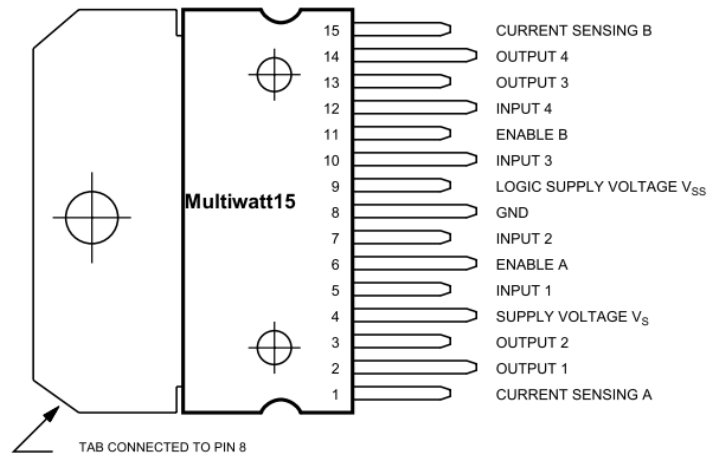 15 CURRENT SENSING B
14 OUTPUT 4
13 OUTPUT 3
12 INPUT 4
11 ENABLE B
10 INPUT 3
9 LOGIC SUPPLY VOLTAGE VSS
Multiwatt15
8 GND
7 INPUT 2
6 ENABLE A
5 INPUT 1
4 SUPPLY VOLTAGE VS
3 OUTPUT 2
2 OUTPUT 1
1 CURRENT SENSING A
TAB CONNECTED TO PIN 8